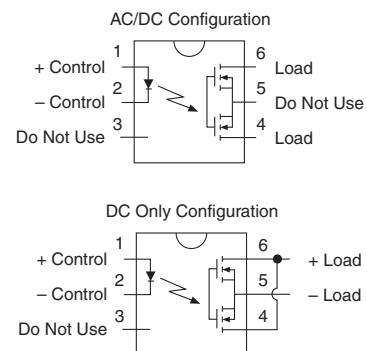 AC/DC Configuration
1
+ Control
2
– Control
3
Do Not Use
6
Load
5
Do Not Use
4
Load
DC Only Configuration
1
+ Control
2
– Control
3
Do Not Use
6
+ Load
5
– Load
4